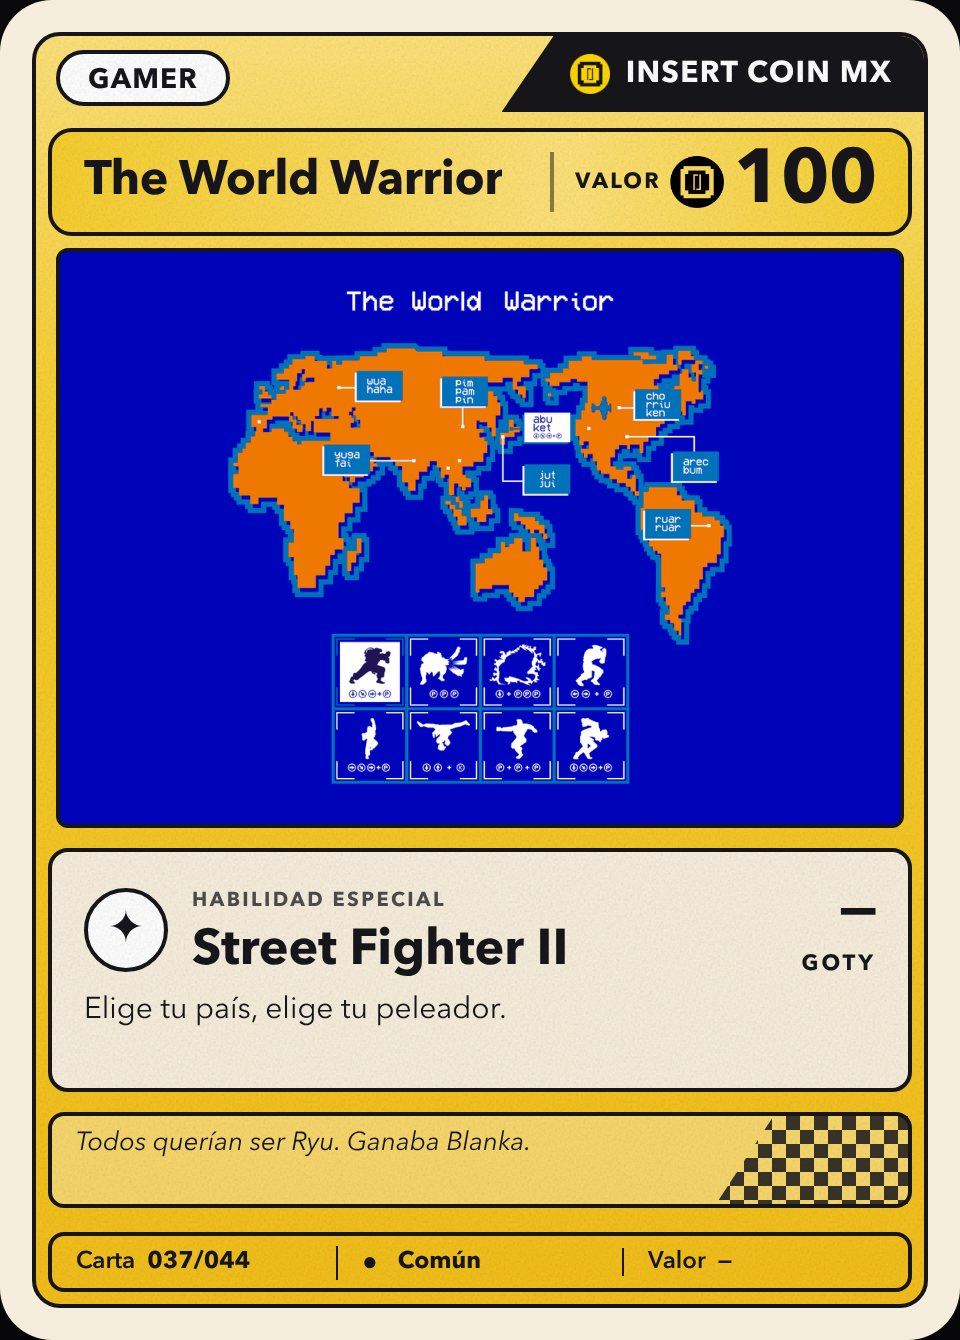 GAMER
INSERT COIN MX
The World Warrior
VALOR
100
The World Warrior
wua
haha
pim
pam
pin
cho
rriu
ken
abu
ket
yuga
fai
jut
jui
arec
bum
ruar
ruar
P P P
+ P P P
+ P
+ P
+ K
P + P + P
+ P
HABILIDAD ESPECIAL
Street Fighter II
–
GOTY
Elige tu país, elige tu peleador.
Todos querían ser Ryu. Ganaba Blanka.
Carta 037/044
• Común
Valor –